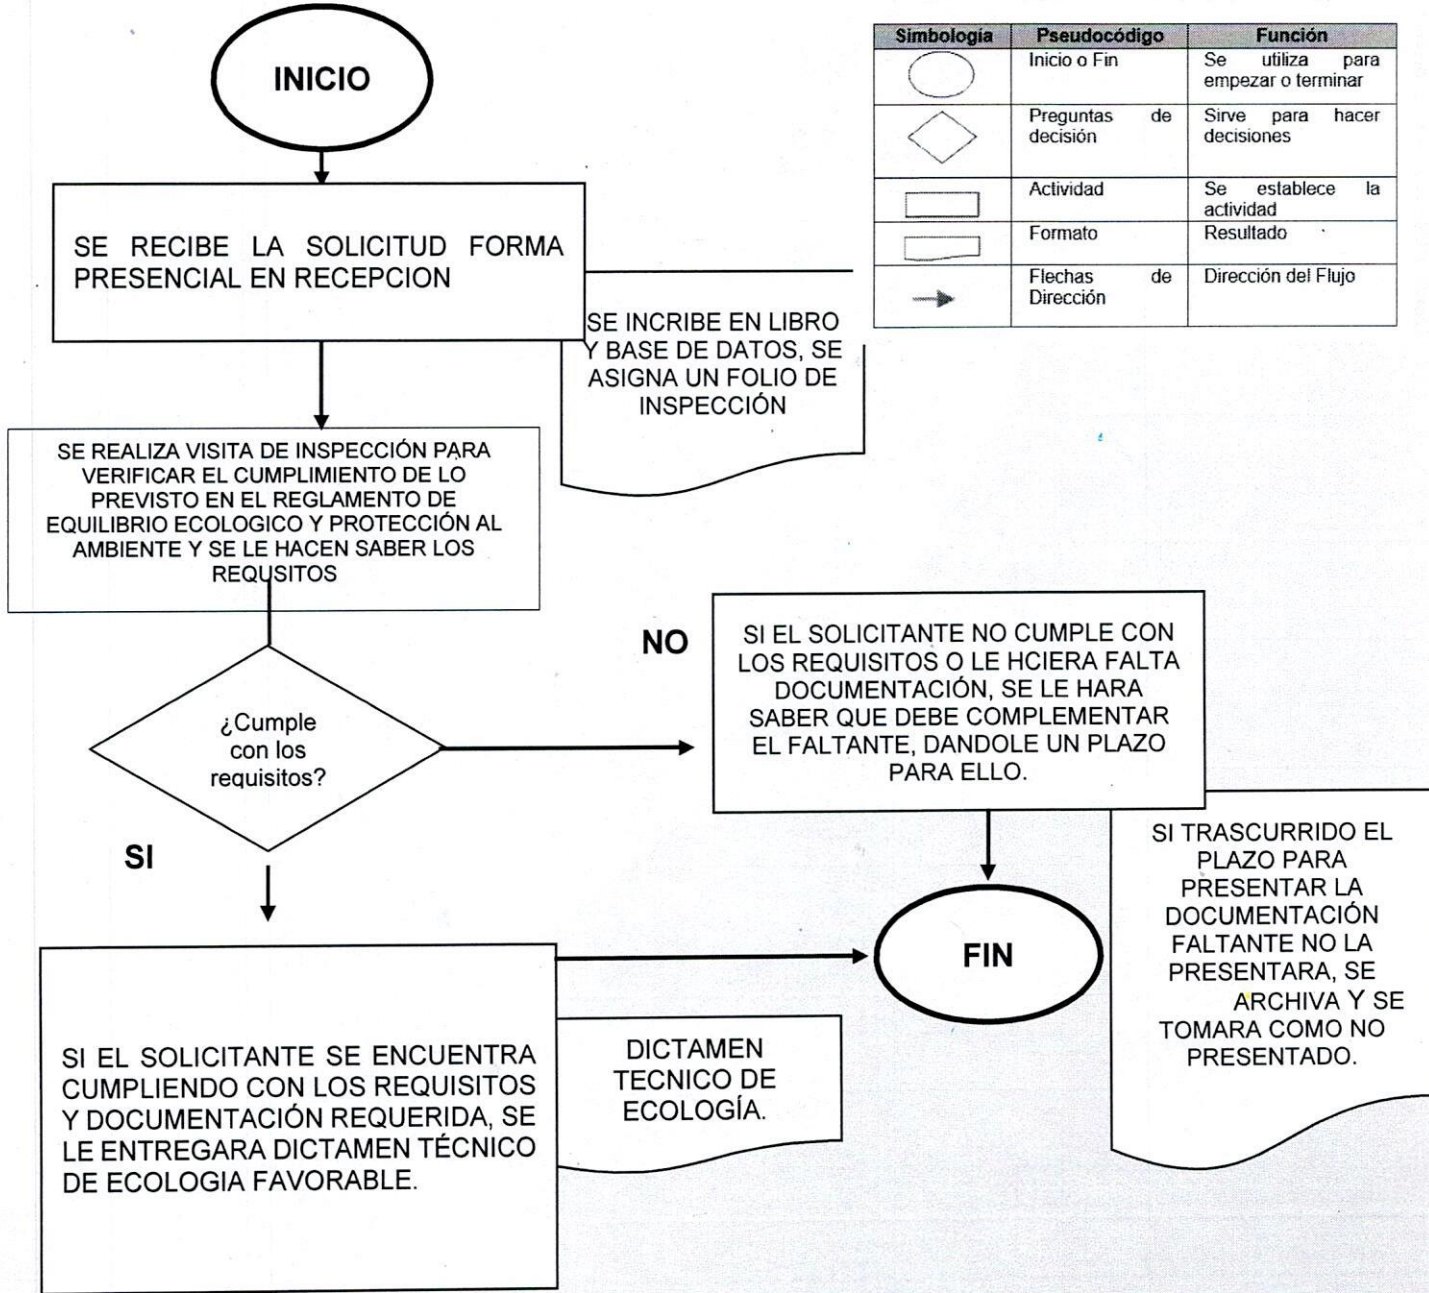 INICIO
Simbología Pseudocódigo Función
Inicio o Fin Se utiliza para
empezar o terminar
Preguntas de Sirve para hacer
decisión decisiones
Actividad Se establece la
actividad
Formato Resultado
Flechas de Dirección del Flujo
Dirección
SE RECIBE LA SOLICITUD FORMA
PRESENCIAL EN RECEPCION
SE INCRIBE EN LIBRO
Y BASE DE DATOS, SE
ASIGNA UN FOLIO DE
INSPECCIÓN
SE REALIZA VISITA DE INSPECCIÓN PARA
VERIFICAR EL CUMPLIMIENTO DE LO
PREVISTO EN EL REGLAMENTO DE
EQUILIBRIO ECOLOGICO Y PROTECCIÓN AL
AMBIENTE Y SE LE HACEN SABER LOS
REQUSITOS
¿Cumple
con los
requisitos?
NO
SI EL SOLICITANTE NO CUMPLE CON
LOS REQUISITOS O LE HCIERA FALTA
DOCUMENTACIÓN, SE LE HARA
SABER QUE DEBE COMPLEMENTAR
EL FALTANTE, DANDOLE UN PLAZO
PARA ELLO.
SI
SI TRASCURRIDO EL
PLAZO PARA
PRESENTAR LA
DOCUMENTACIÓN
FALTANTE NO LA
PRESENTARA, SE
ARCHIVA Y SE
TOMARA COMO NO
PRESENTADO.
FIN
SI EL SOLICITANTE SE ENCUENTRA
CUMPLIENDO CON LOS REQUISITOS
Y DOCUMENTACIÓN REQUERIDA, SE
LE ENTREGARA DICTAMEN TÉCNICO
DE ECOLOGIA FAVORABLE.
DICTAMEN
TECNICO DE
ECOLOGÍA.